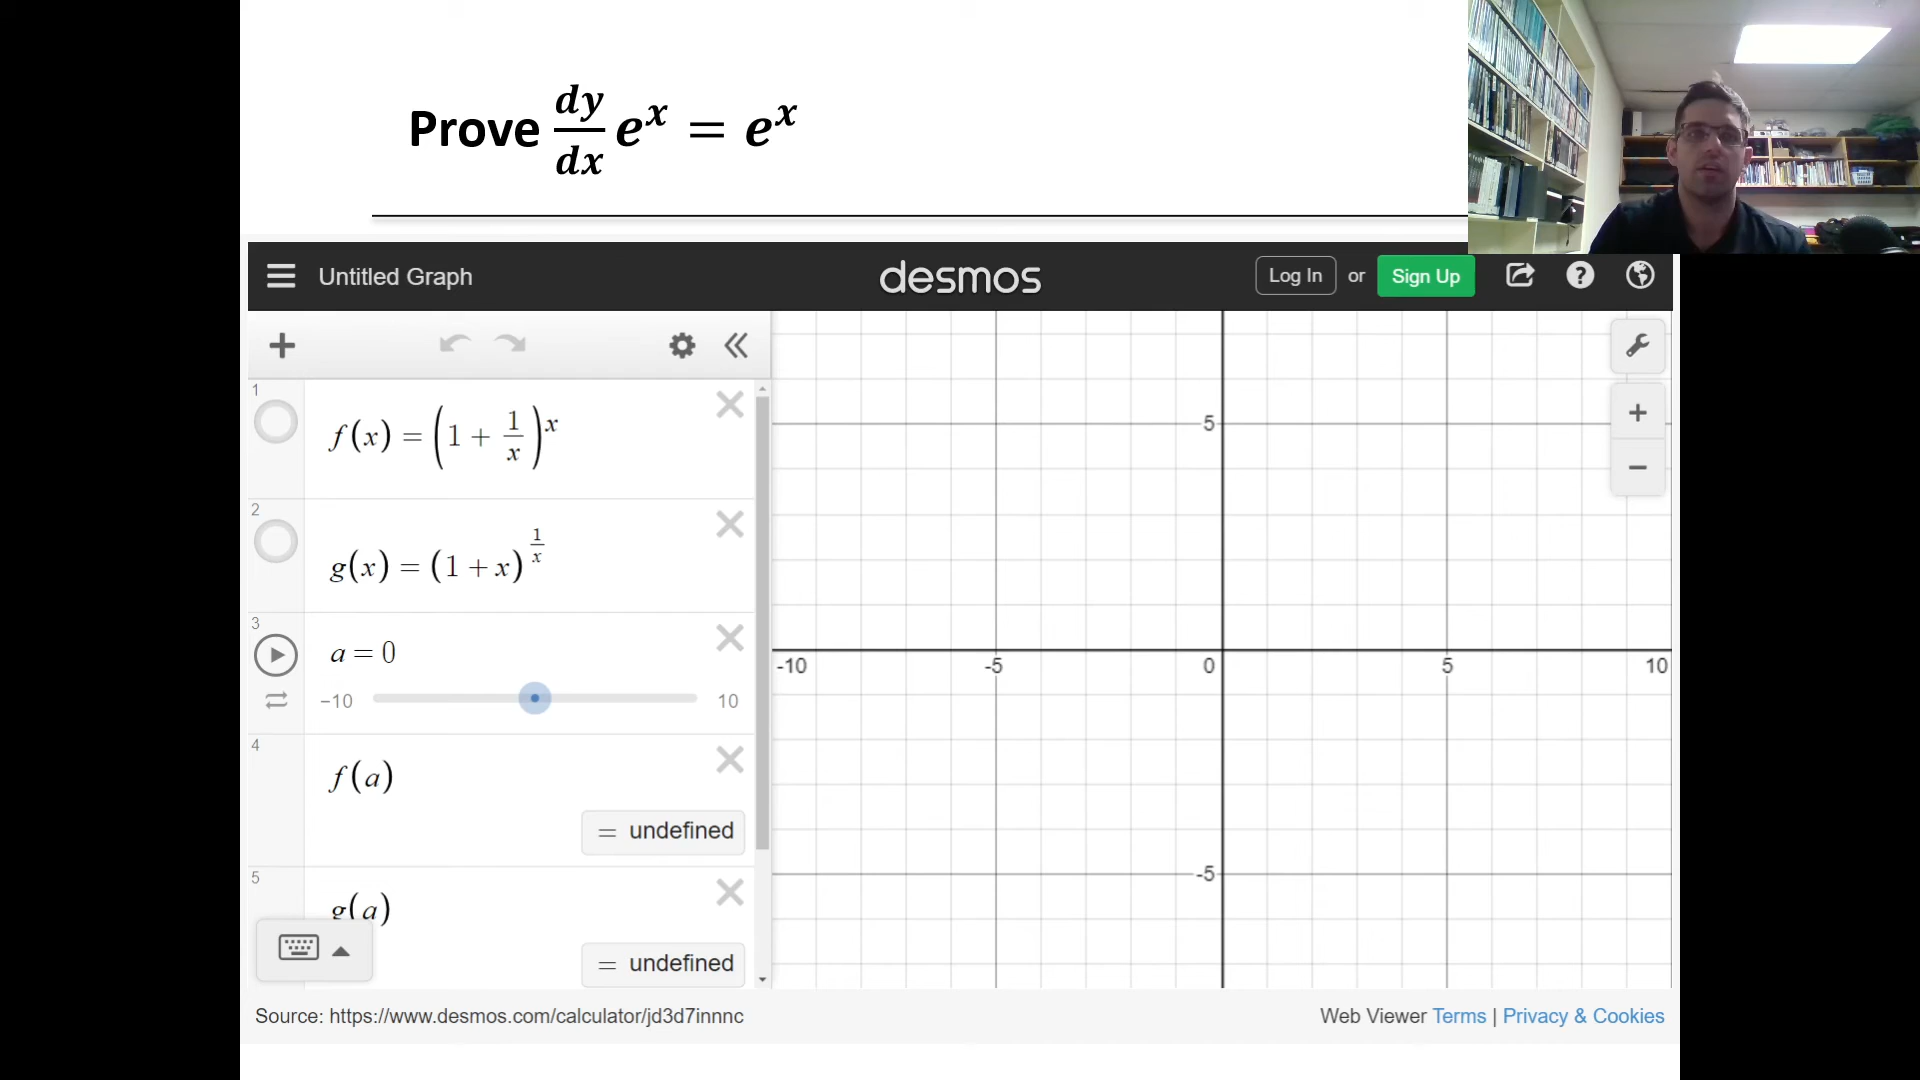 Prove dy/dx e^x = e^x
Untitled Graph
desmos
Log In or Sign Up
1
f(x) = (1 + 1/x)^x
2
g(x) = (1 + x)^(1/x)
3
a = 0
−10
10
4
f(a)
= undefined
5
g(a)
= undefined
5
-10 -5 0 5 10
-5
Source: https://www.desmos.com/calculator/jd3d7innnc
Web Viewer Terms | Privacy & Cookies